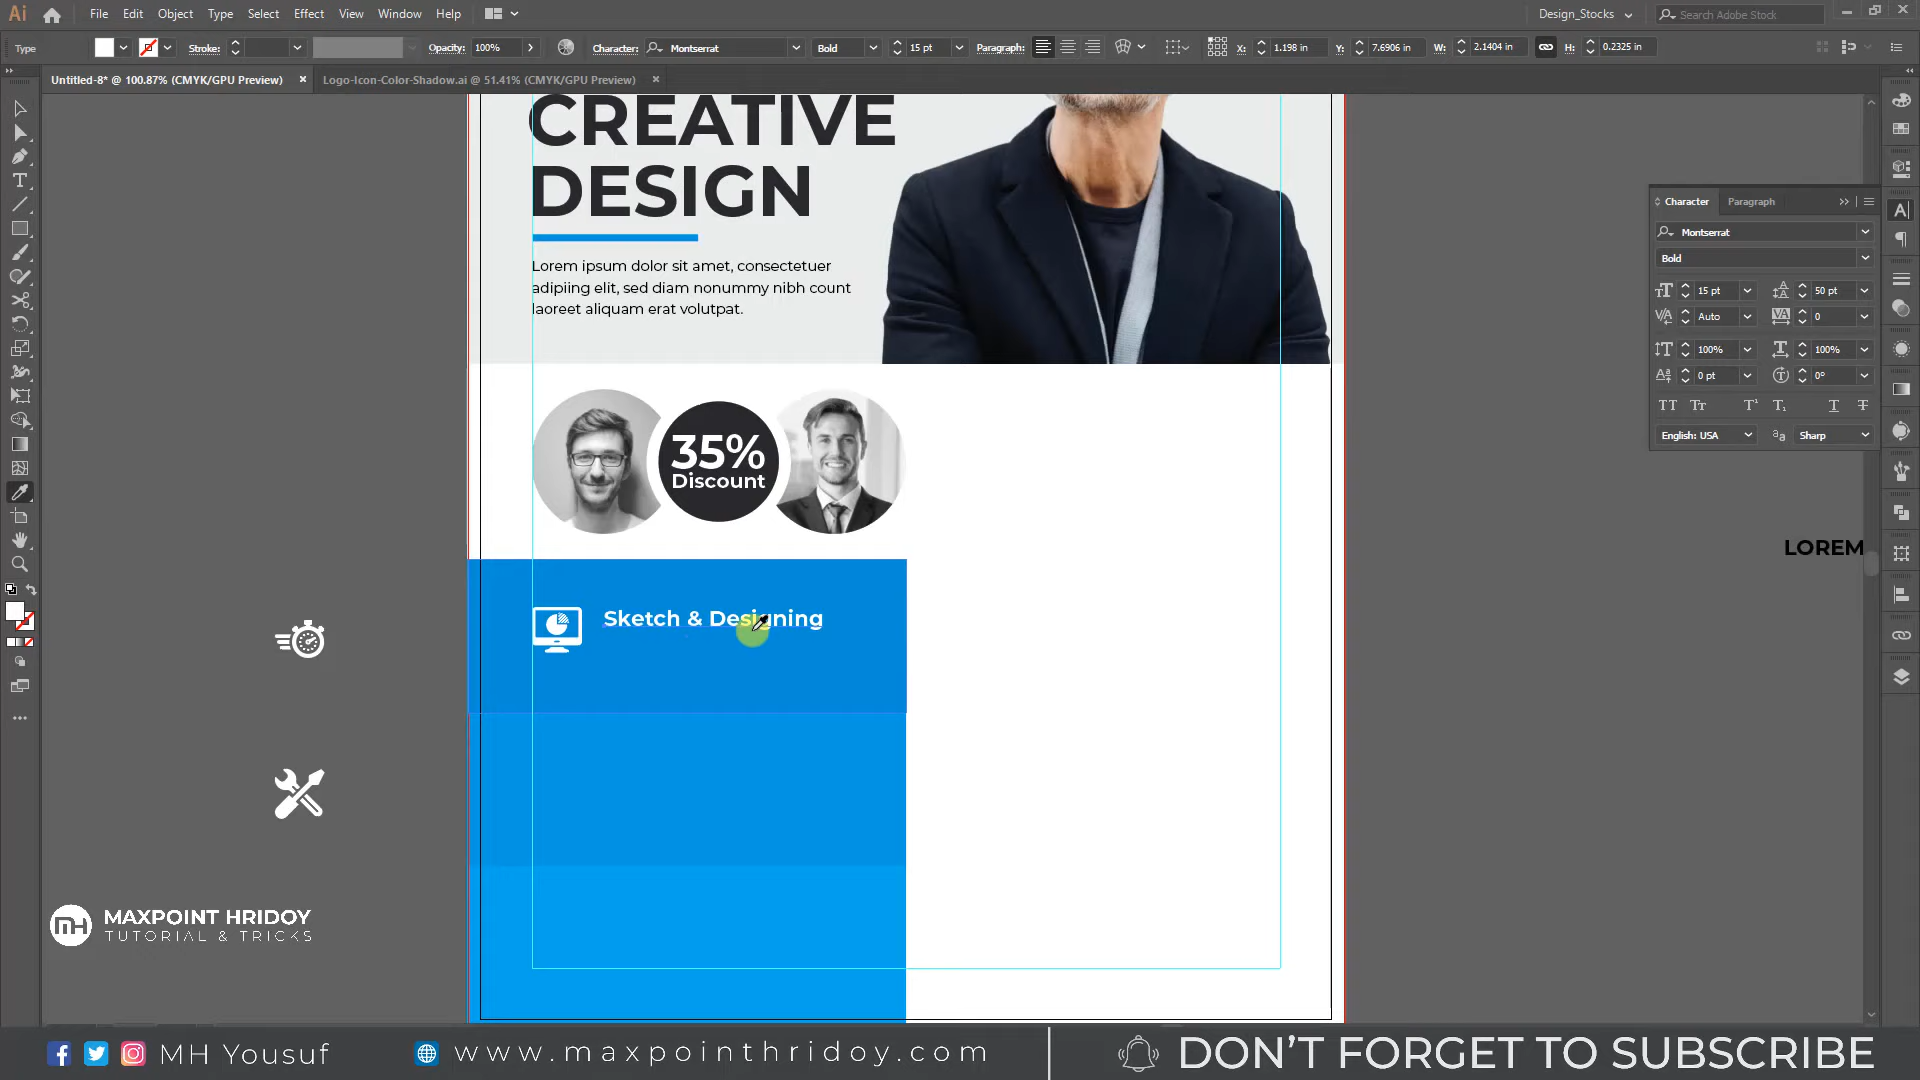 Ai File Edit Object Type Select Effect View Window Help Design_Stocks Search Adobe Stock
Type Stroke: Opacity: 100% Character: Montserrat Bold 15 pt Paragraph: X: 1.198 in Y: 7.6906 in W: 2.1404 in H: 0.2325 in
Untitled-8* @ 100.87% (CMYK/GPU Preview) Logo-Icon-Color-Shadow.ai @ 51.41% (CMYK/GPU Preview)
CREATIVE
DESIGN
Lorem ipsum dolor sit amet, consectetuer
adipiing elit, sed diam nonummy nibh count
laoreet aliquam erat volutpat.
35%
Discount
Sketch & Designing
Character Paragraph
Montserrat
Bold
15 pt 50 pt
Auto 0
100% 100%
0 pt 0°
English: USA Sharp
LOREM
MH MAXPOINT HRIDOY
TUTORIAL & TRICKS
MH Yousuf www.maxpointhridoy.com DON'T FORGET TO SUBSCRIBE